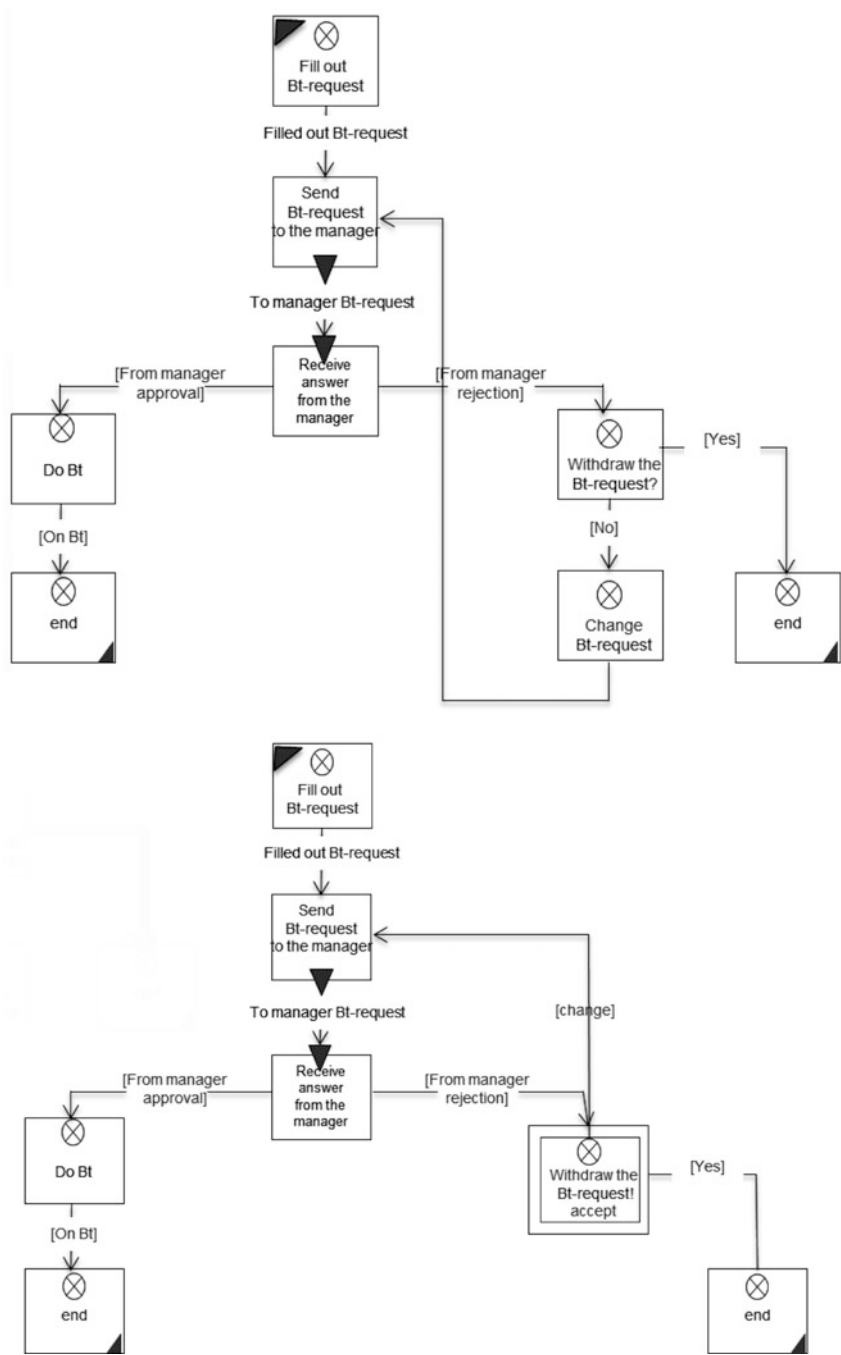 Fill out
Bt-request
Filled out Bt-request
Send
Bt-request
to the manager
To manager Bt-request
[From manager
approval]
Receive
answer
from the
manager
[From manager
rejection]
Do Bt
Withdraw the
Bt-request?
[Yes]
[On Bt]
[No]
end
Change
Bt-request
end
Fill out
Bt-request
Filled out Bt-request
Send
Bt-request
to the manager
To manager Bt-request
[change]
[From manager
approval]
Receive
answer
from the
manager
[From manager
rejection]
Do Bt
Withdraw the
Bt-request!
accept
[Yes]
[On Bt]
end
end